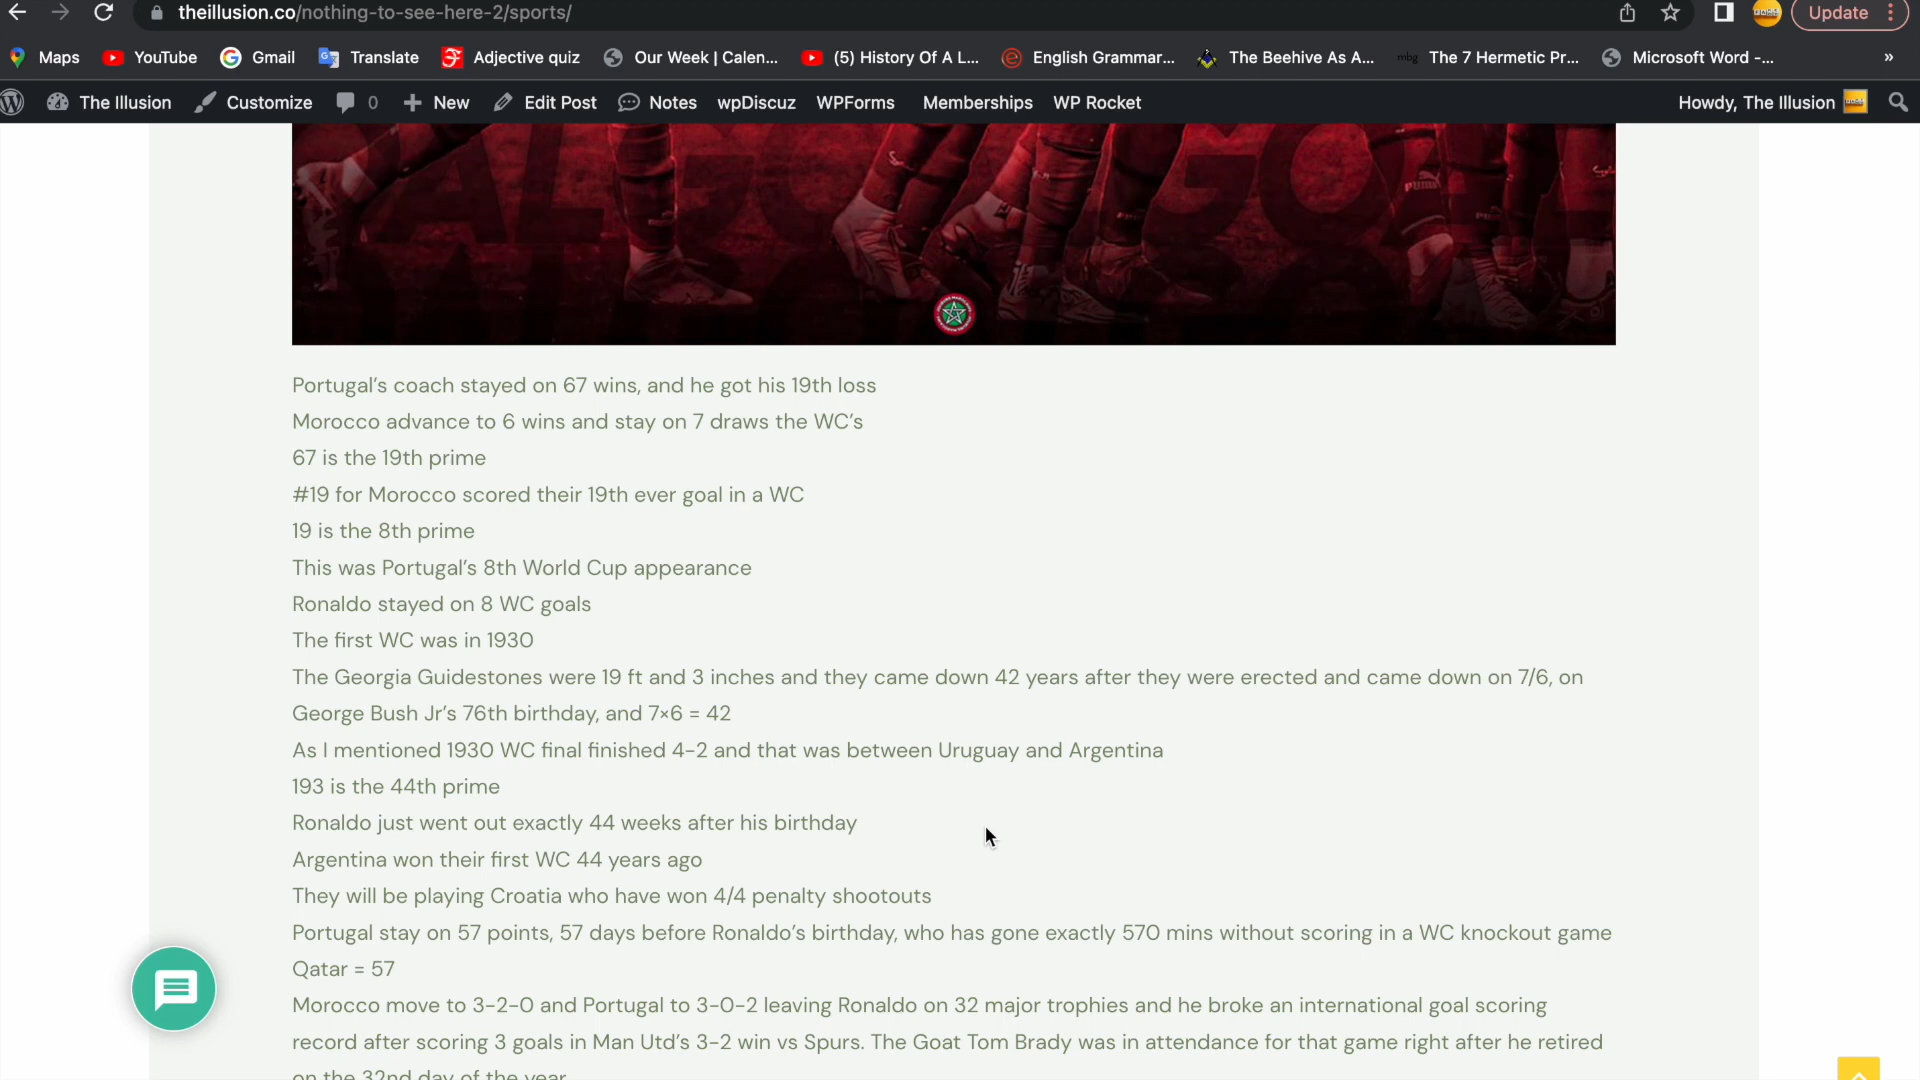 theillusion.co/nothing-to-see-here-2/sports/
Update
Maps
YouTube
Gmail
Translate
Adjective quiz
Our Week | Calen...
(5) History Of A L...
English Grammar...
The Beehive As A...
mbg
The 7 Hermetic Pr...
Microsoft Word -...
»
The Illusion
Customize
0
New
Edit Post
Notes
wpDiscuz
WPForms
Memberships
WP Rocket
Howdy, The Illusion
Portugal's coach stayed on 67 wins, and he got his 19th loss
Morocco advance to 6 wins and stay on 7 draws the WC's
67 is the 19th prime
#19 for Morocco scored their 19th ever goal in a WC
19 is the 8th prime
This was Portugal's 8th World Cup appearance
Ronaldo stayed on 8 WC goals
The first WC was in 1930
The Georgia Guidestones were 19 ft and 3 inches and they came down 42 years after they were erected and came down on 7/6, on
George Bush Jr's 76th birthday, and 7×6 = 42
As I mentioned 1930 WC final finished 4-2 and that was between Uruguay and Argentina
193 is the 44th prime
Ronaldo just went out exactly 44 weeks after his birthday
Argentina won their first WC 44 years ago
They will be playing Croatia who have won 4/4 penalty shootouts
Portugal stay on 57 points, 57 days before Ronaldo's birthday, who has gone exactly 570 mins without scoring in a WC knockout game
Qatar = 57
Morocco move to 3-2-0 and Portugal to 3-0-2 leaving Ronaldo on 32 major trophies and he broke an international goal scoring
record after scoring 3 goals in Man Utd's 3-2 win vs Spurs. The Goat Tom Brady was in attendance for that game right after he retired
on the 32nd day of the year